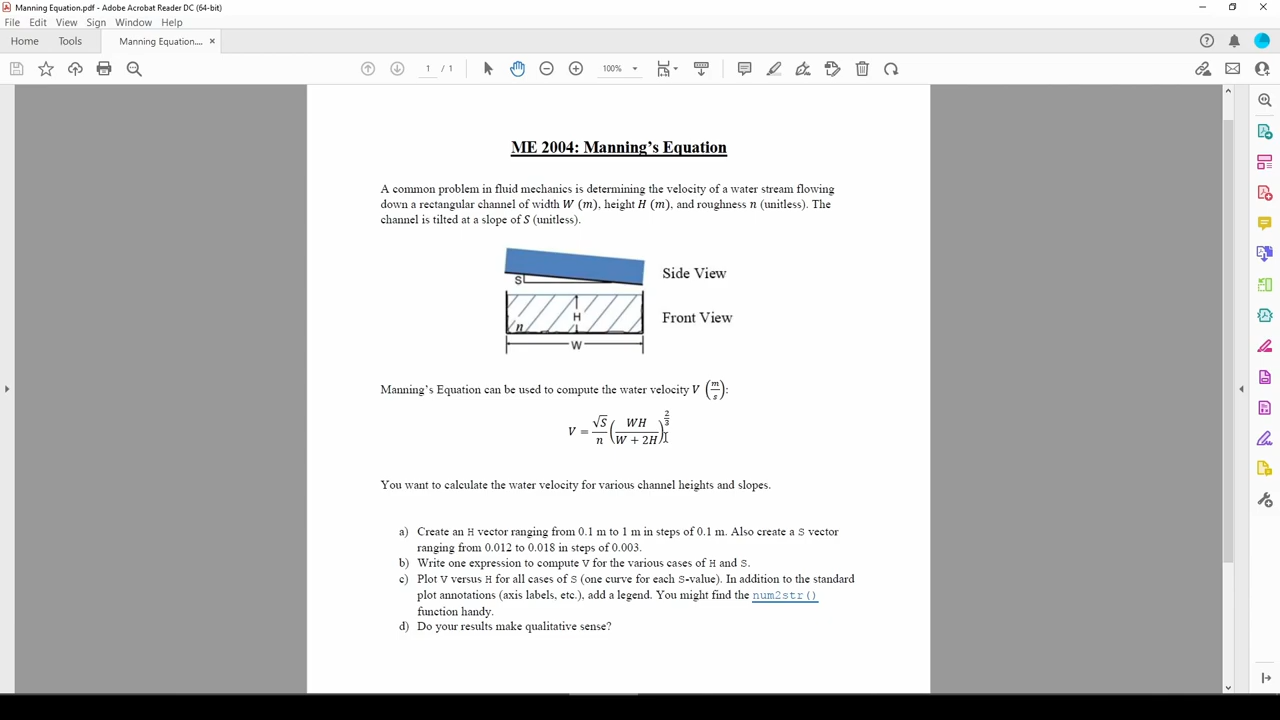 Manning Equation.pdf - Adobe Acrobat Reader DC (64-bit)
File Edit View Sign Window Help
Home Tools Manning Equation.... ×
1 / 1 100%
ME 2004: Manning's Equation
A common problem in fluid mechanics is determining the velocity of a water stream flowing
down a rectangular channel of width W (m), height H (m), and roughness n (unitless). The
channel is tilted at a slope of S (unitless).
S
Side View
H
n
Front View
W
Manning's Equation can be used to compute the water velocity V (m/s):
V = √S/n (WH/(W + 2H))^(2/3)
You want to calculate the water velocity for various channel heights and slopes.
a) Create an H vector ranging from 0.1 m to 1 m in steps of 0.1 m. Also create a S vector
ranging from 0.012 to 0.018 in steps of 0.003.
b) Write one expression to compute V for the various cases of H and S.
c) Plot V versus H for all cases of S (one curve for each S-value). In addition to the standard
plot annotations (axis labels, etc.), add a legend. You might find the num2str()
function handy.
d) Do your results make qualitative sense?